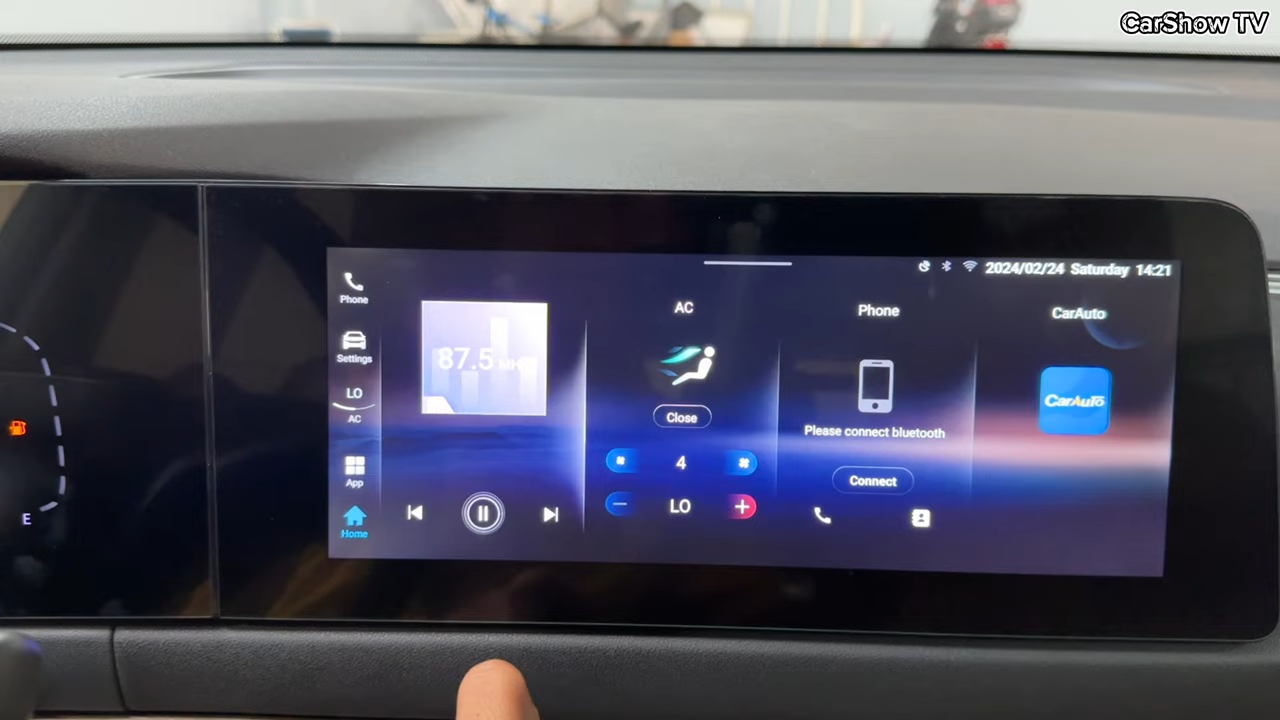 CarShow TV
2024/02/24 Saturday 14:21
Phone
Settings
LO
AC
App
Home
E
87.5 MHz
AC
Close
4
LO
Phone
Please connect bluetooth
Connect
CarAuto
CarAuTo